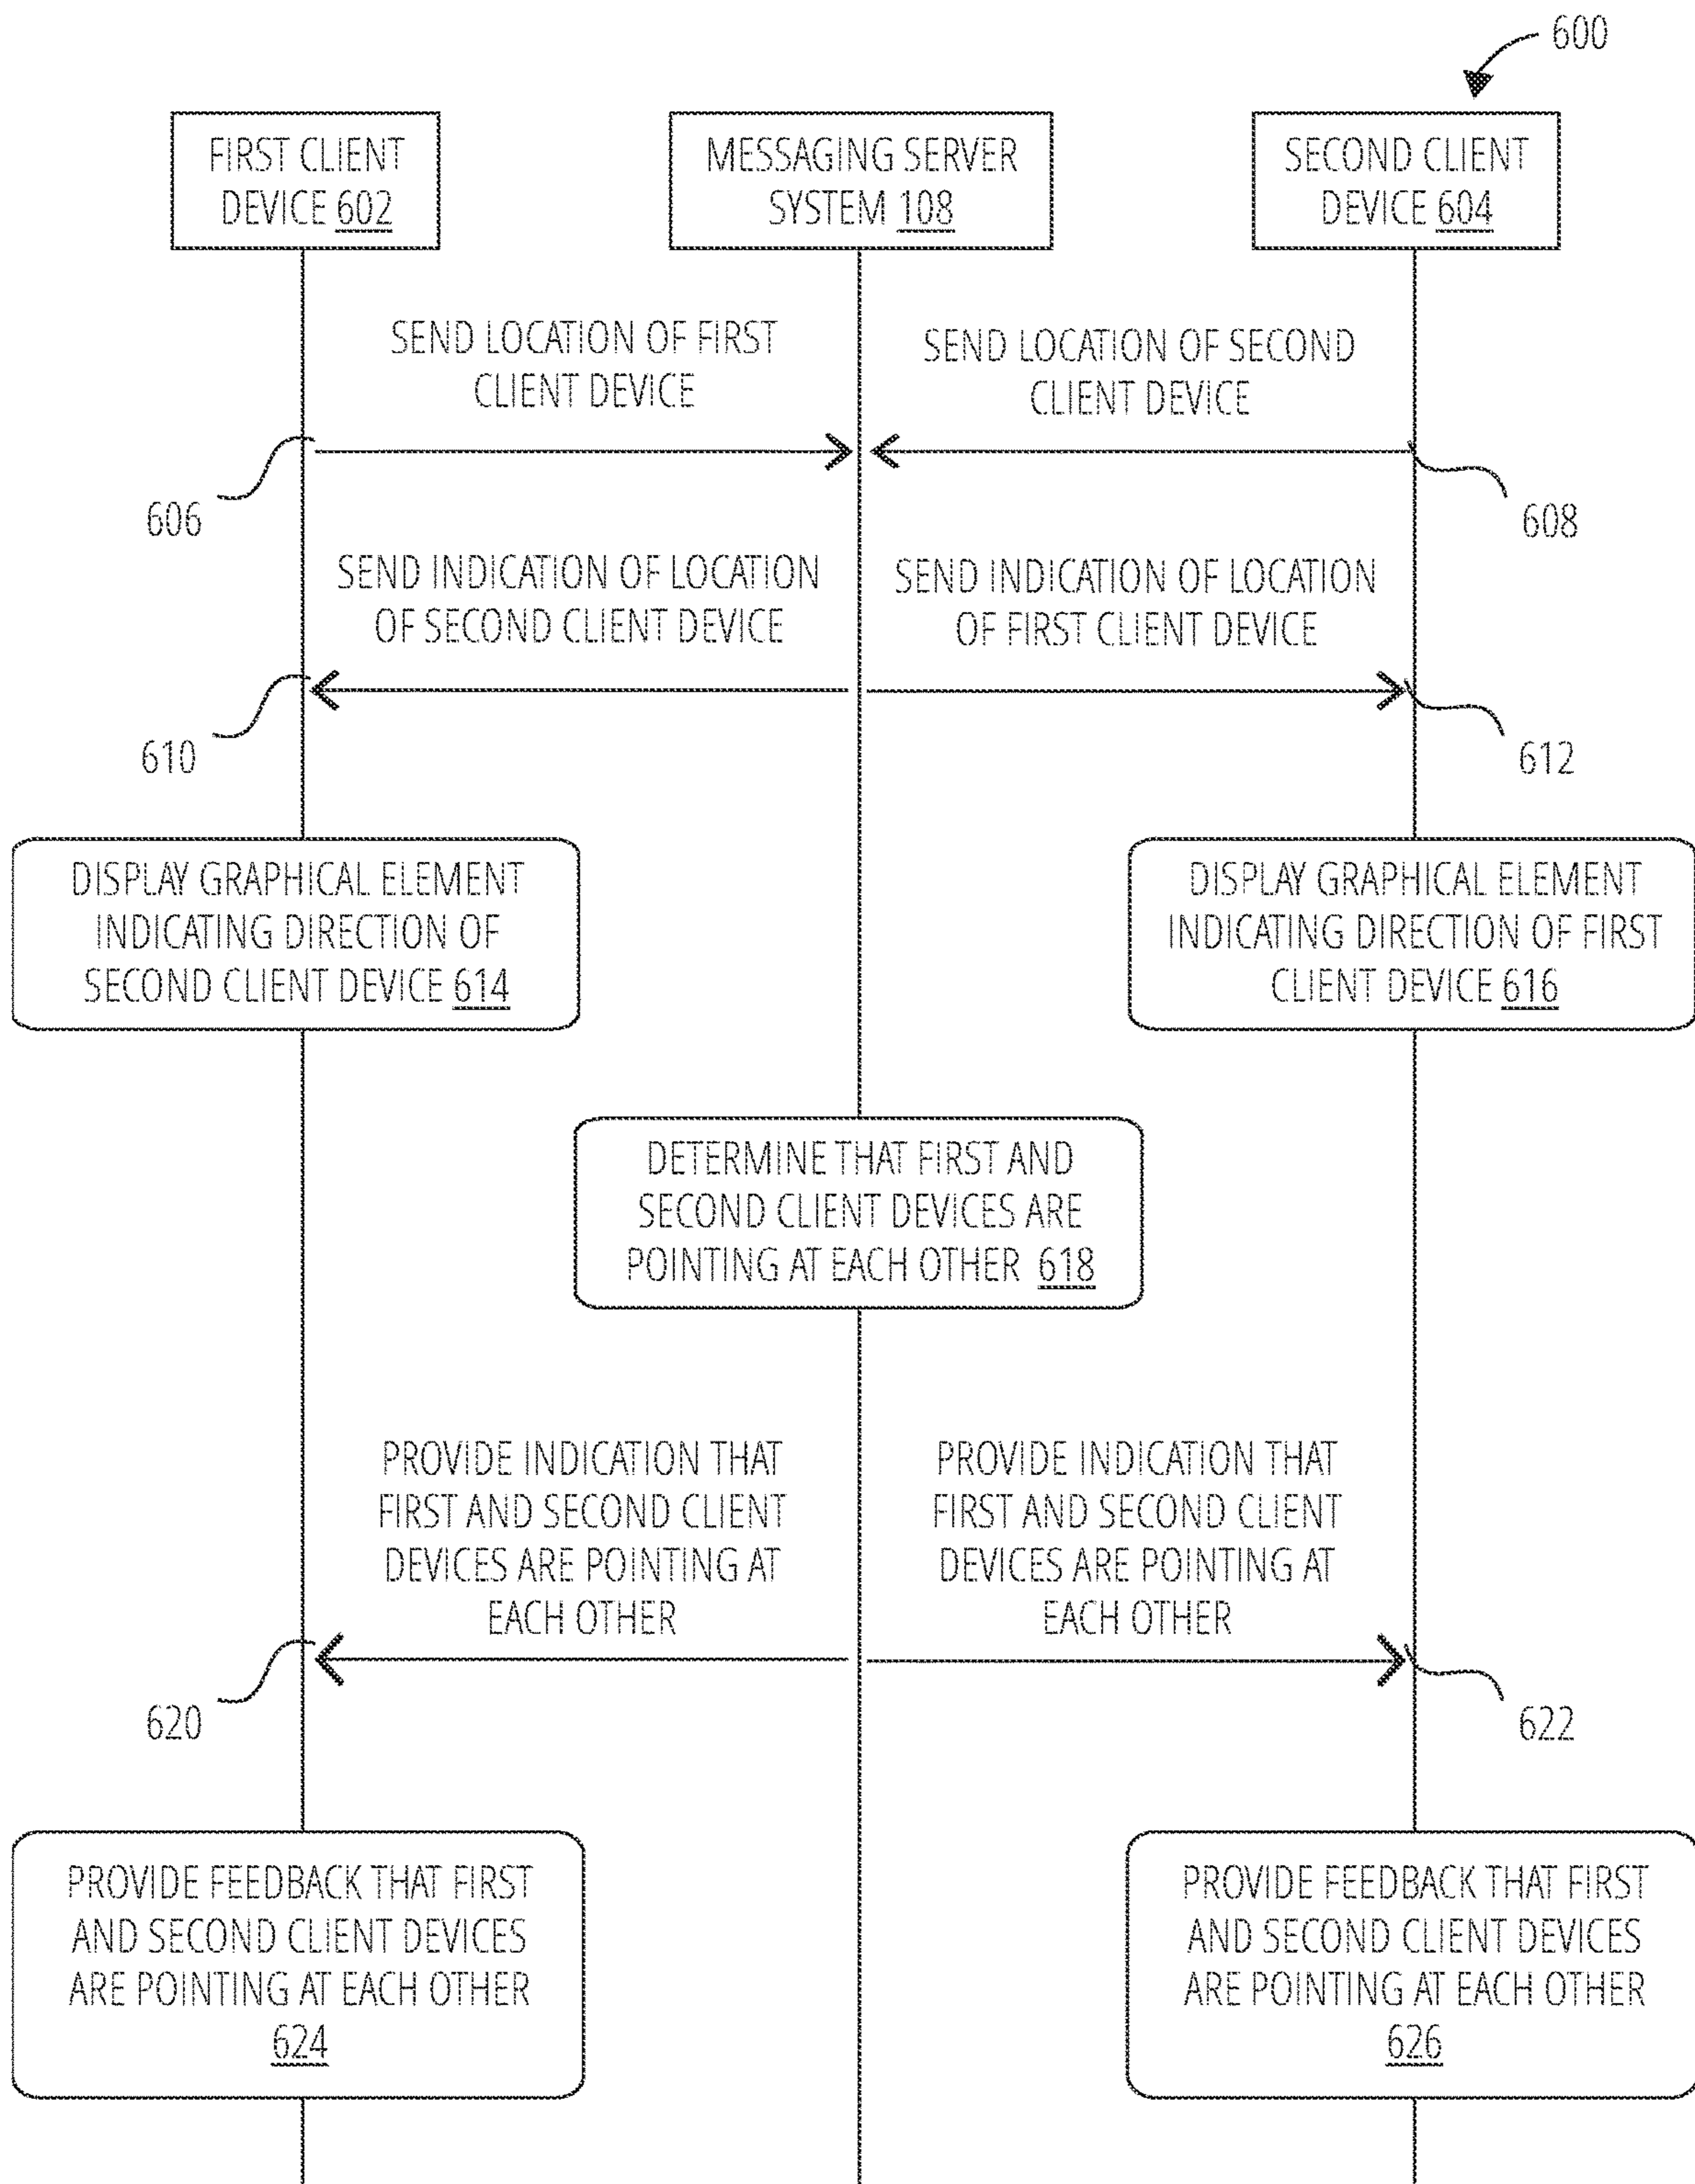 600
FIRST CLIENT
DEVICE 602
MESSAGING SERVER
SYSTEM 108
SECOND CLIENT
DEVICE 604
SEND LOCATION OF FIRST
CLIENT DEVICE
SEND LOCATION OF SECOND
CLIENT DEVICE
606
608
SEND INDICATION OF LOCATION
OF SECOND CLIENT DEVICE
SEND INDICATION OF LOCATION
OF FIRST CLIENT DEVICE
610
612
DISPLAY GRAPHICAL ELEMENT
INDICATING DIRECTION OF
SECOND CLIENT DEVICE 614
DISPLAY GRAPHICAL ELEMENT
INDICATING DIRECTION OF FIRST
CLIENT DEVICE 616
DETERMINE THAT FIRST AND
SECOND CLIENT DEVICES ARE
POINTING AT EACH OTHER 618
PROVIDE INDICATION THAT
FIRST AND SECOND CLIENT
DEVICES ARE POINTING AT
EACH OTHER
PROVIDE INDICATION THAT
FIRST AND SECOND CLIENT
DEVICES ARE POINTING AT
EACH OTHER
620
622
PROVIDE FEEDBACK THAT FIRST
AND SECOND CLIENT DEVICES
ARE POINTING AT EACH OTHER
624
PROVIDE FEEDBACK THAT FIRST
AND SECOND CLIENT DEVICES
ARE POINTING AT EACH OTHER
626